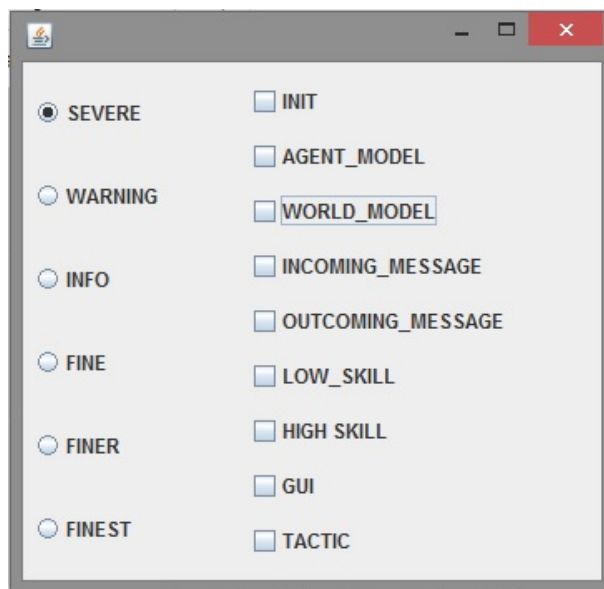 SEVERE
WARNING
INFO
FINE
FINER
FINEST
INIT
AGENT_MODEL
WORLD_MODEL
INCOMING_MESSAGE
OUTCOMING_MESSAGE
LOW_SKILL
HIGH SKILL
GUI
TACTIC